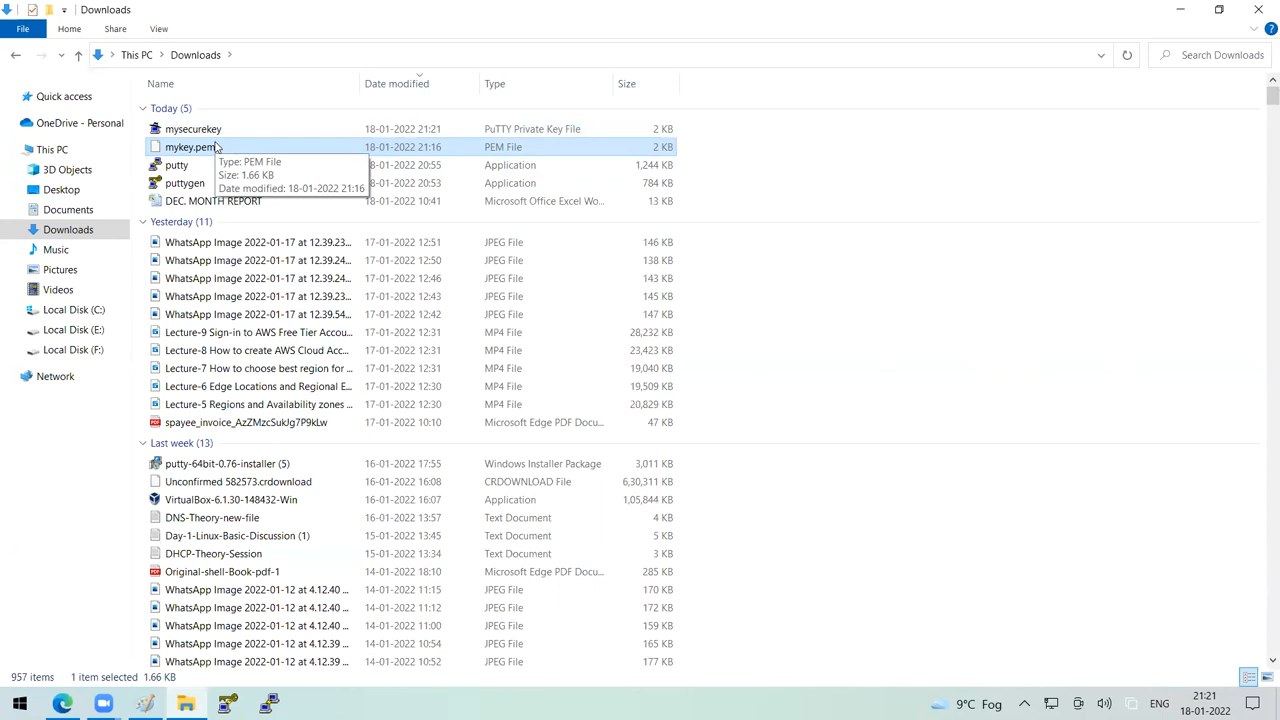 Downloads
File Home Share View
This PC Downloads
Search Downloads
Name Date modified Type Size
Quick access
OneDrive - Personal
This PC
3D Objects
Desktop
Documents
Downloads
Music
Pictures
Videos
Local Disk (C:)
Local Disk (E:)
Local Disk (F:)
Network
Today (5)
mysecurekey 18-01-2022 21:21 PuTTY Private Key File 2 KB
mykey.pem 18-01-2022 21:16 PEM File 2 KB
putty 18-01-2022 20:55 Application 1,244 KB
puttygen 18-01-2022 20:53 Application 784 KB
DEC. MONTH REPORT 18-01-2022 10:41 Microsoft Office Excel Wo... 13 KB
Type: PEM File
Size: 1.66 KB
Date modified: 18-01-2022 21:16
Yesterday (11)
WhatsApp Image 2022-01-17 at 12.39.23... 17-01-2022 12:51 JPEG File 146 KB
WhatsApp Image 2022-01-17 at 12.39.24... 17-01-2022 12:50 JPEG File 138 KB
WhatsApp Image 2022-01-17 at 12.39.24... 17-01-2022 12:46 JPEG File 143 KB
WhatsApp Image 2022-01-17 at 12.39.23... 17-01-2022 12:43 JPEG File 145 KB
WhatsApp Image 2022-01-17 at 12.39.54... 17-01-2022 12:42 JPEG File 147 KB
Lecture-9 Sign-in to AWS Free Tier Accou... 17-01-2022 12:31 MP4 File 28,232 KB
Lecture-8 How to create AWS Cloud Acc... 17-01-2022 12:31 MP4 File 23,423 KB
Lecture-7 How to choose best region for ... 17-01-2022 12:31 MP4 File 19,040 KB
Lecture-6 Edge Locations and Regional E... 17-01-2022 12:30 MP4 File 19,509 KB
Lecture-5 Regions and Availability zones ... 17-01-2022 12:30 MP4 File 20,829 KB
spayee_invoice_AzZMzcSukJg7P9kLw 17-01-2022 10:10 Microsoft Edge PDF Docu... 47 KB
Last week (13)
putty-64bit-0.76-installer (5) 16-01-2022 17:55 Windows Installer Package 3,011 KB
Unconfirmed 582573.crdownload 16-01-2022 16:08 CRDOWNLOAD File 6,30,311 KB
VirtualBox-6.1.30-148432-Win 16-01-2022 16:07 Application 1,05,844 KB
DNS-Theory-new-file 16-01-2022 13:57 Text Document 4 KB
Day-1-Linux-Basic-Discussion (1) 15-01-2022 13:45 Text Document 5 KB
DHCP-Theory-Session 15-01-2022 13:34 Text Document 3 KB
Original-shell-Book-pdf-1 14-01-2022 18:10 Microsoft Edge PDF Docu... 285 KB
WhatsApp Image 2022-01-12 at 4.12.40 ... 14-01-2022 11:15 JPEG File 170 KB
WhatsApp Image 2022-01-12 at 4.12.40 ... 14-01-2022 11:12 JPEG File 172 KB
WhatsApp Image 2022-01-12 at 4.12.40 ... 14-01-2022 11:00 JPEG File 159 KB
WhatsApp Image 2022-01-12 at 4.12.39 ... 14-01-2022 10:54 JPEG File 165 KB
WhatsApp Image 2022-01-12 at 4.12.39 ... 14-01-2022 10:52 JPEG File 177 KB
957 items 1 item selected 1.66 KB
9°C Fog ENG
21:21
18-01-2022